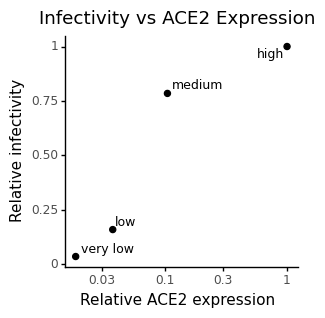 Infectivity vs ACE2 Expression
Relative infectivity
1
0.75
0.50
0.25
0
high
medium
low
very low
0.03
0.1
0.3
1
Relative ACE2 expression